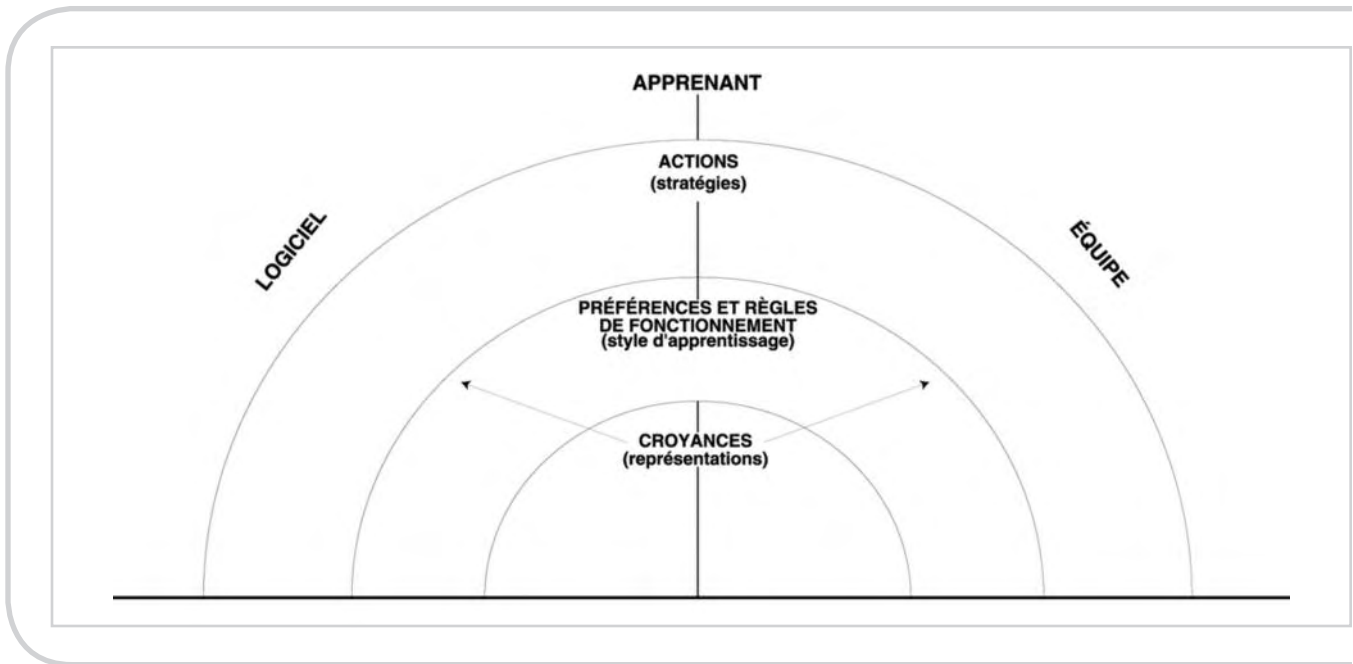 APPRENANT
ACTIONS
(stratégies)
LOGICIEL
ÉQUIPE
PRÉFÉRENCES ET RÈGLES
DE FONCTIONNEMENT
(style d'apprentissage)
CROYANCES
(représentations)